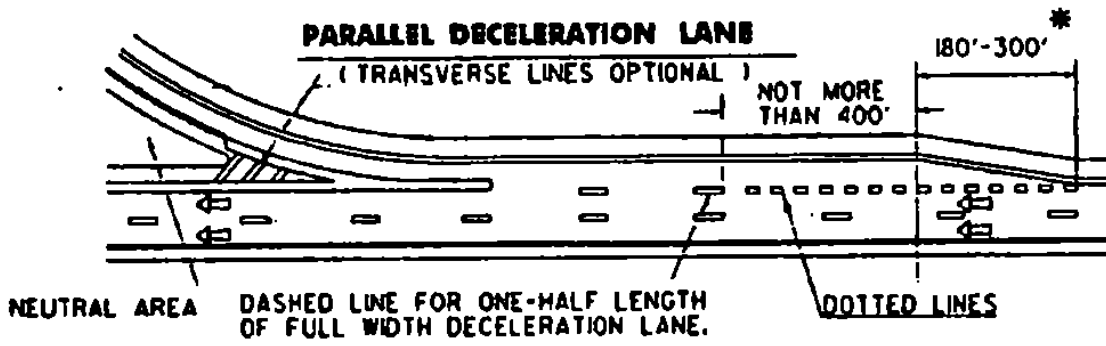 PARALLEL DECELERATION LANE
( TRANSVERSE LINES OPTIONAL )
*
180'-300'
NOT MORE
THAN 400'
NEUTRAL AREA
DASHED LINE FOR ONE-HALF LENGTH
OF FULL WIDTH DECELERATION LANE.
DOTTED LINES